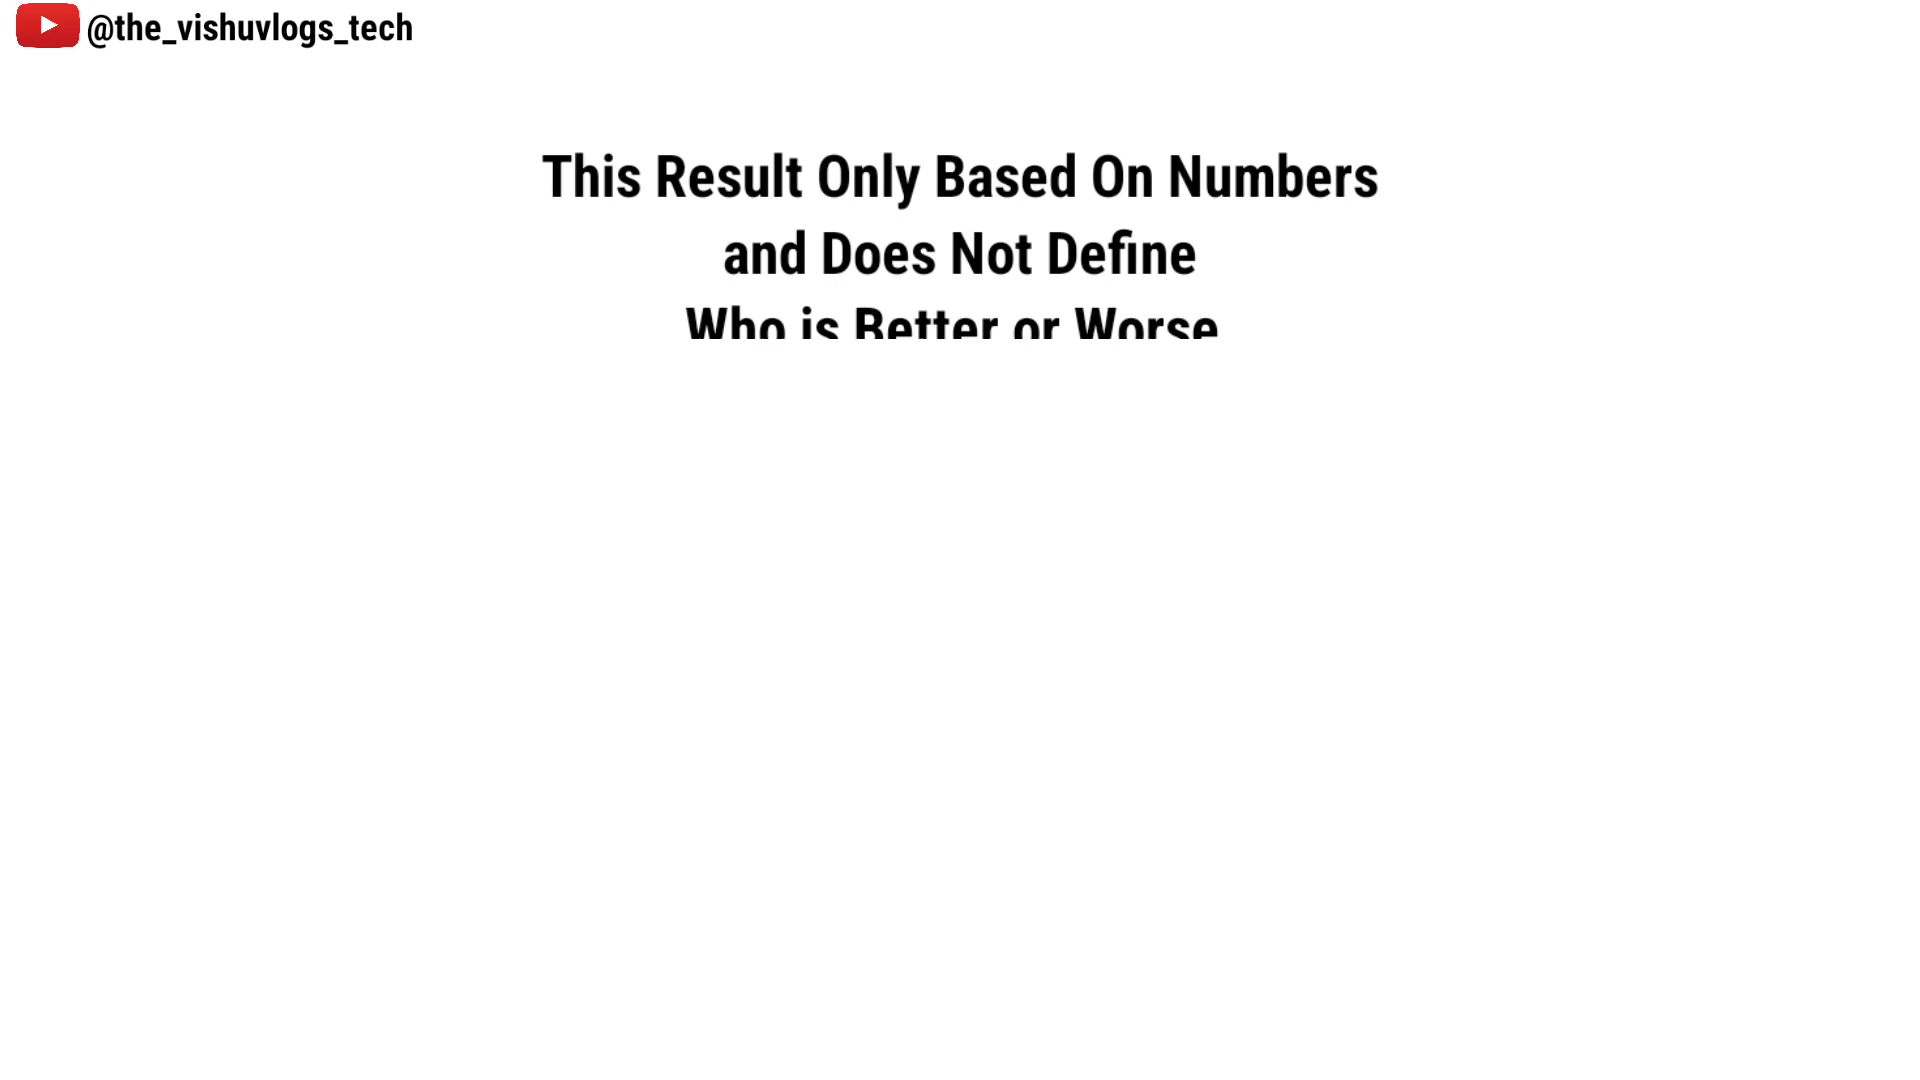 @the_vishuvlogs_tech
This Result Only Based On Numbers
and Does Not Define
Who is Better or Worse